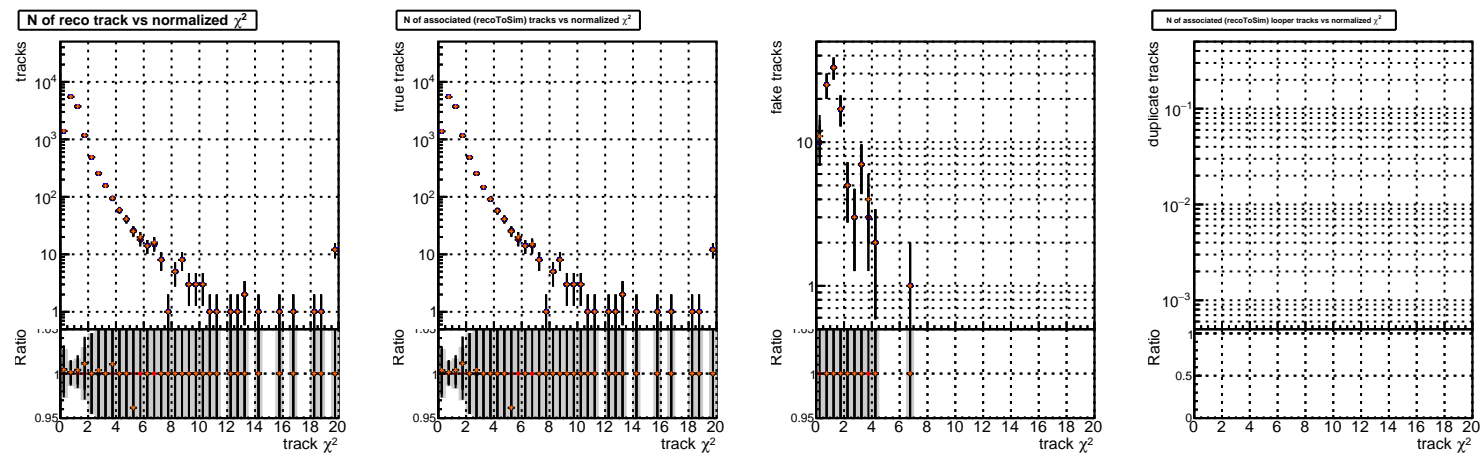 N of reco track vs normalized χ²
tracks
10⁴
10³
10²
10
1
Ratio
1.05
1
0.95
0 2 4 6 8 10 12 14 16 18 20
track χ²
N of associated (recoToSim) tracks vs normalized χ²
true tracks
10⁴
10³
10²
10
1
Ratio
1.05
1
0.95
0 2 4 6 8 10 12 14 16 18 20
track χ²
fake tracks
10
1
Ratio
1.05
1
0.95
0 2 4 6 8 10 12 14 16 18 20
track χ²
N of associated (recoToSim) looper tracks vs normalized χ²
duplicate tracks
10⁻¹
10⁻²
10⁻³
Ratio
1
0.5
0
0 2 4 6 8 10 12 14 16 18 20
track χ²